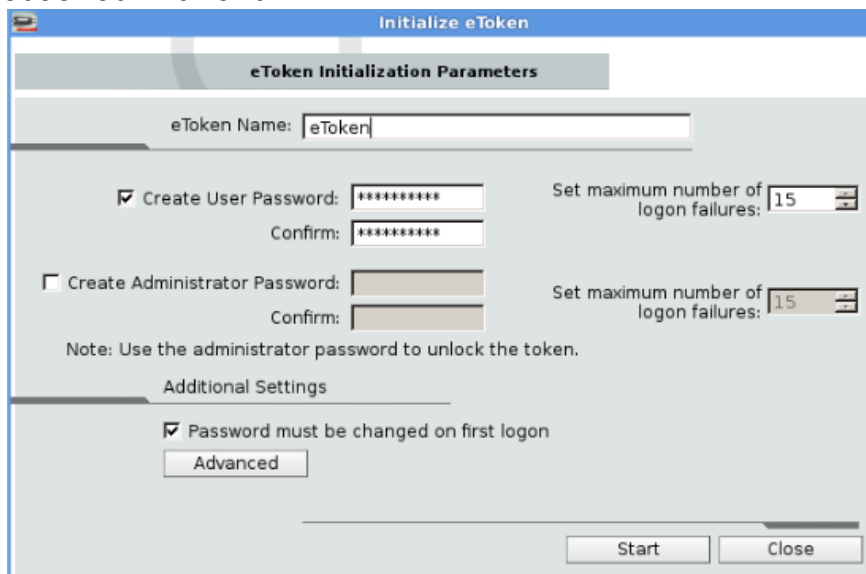 Initialize eToken
eToken Initialization Parameters
eToken Name: eToken
Create User Password: **********
Set maximum number of logon failures: 15
Confirm: **********
Create Administrator Password:
Set maximum number of logon failures: 15
Confirm:
Note: Use the administrator password to unlock the token.
Additional Settings
Password must be changed on first logon
Advanced
Start Close